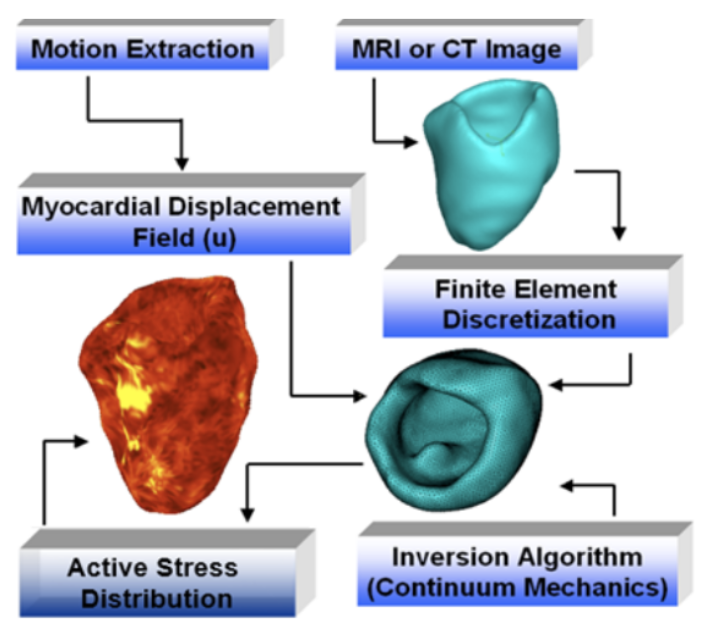 Motion Extraction
MRI or CT Image
Myocardial Displacement
Field (u)
Finite Element
Discretization
Active Stress
Distribution
Inversion Algorithm
(Continuum Mechanics)